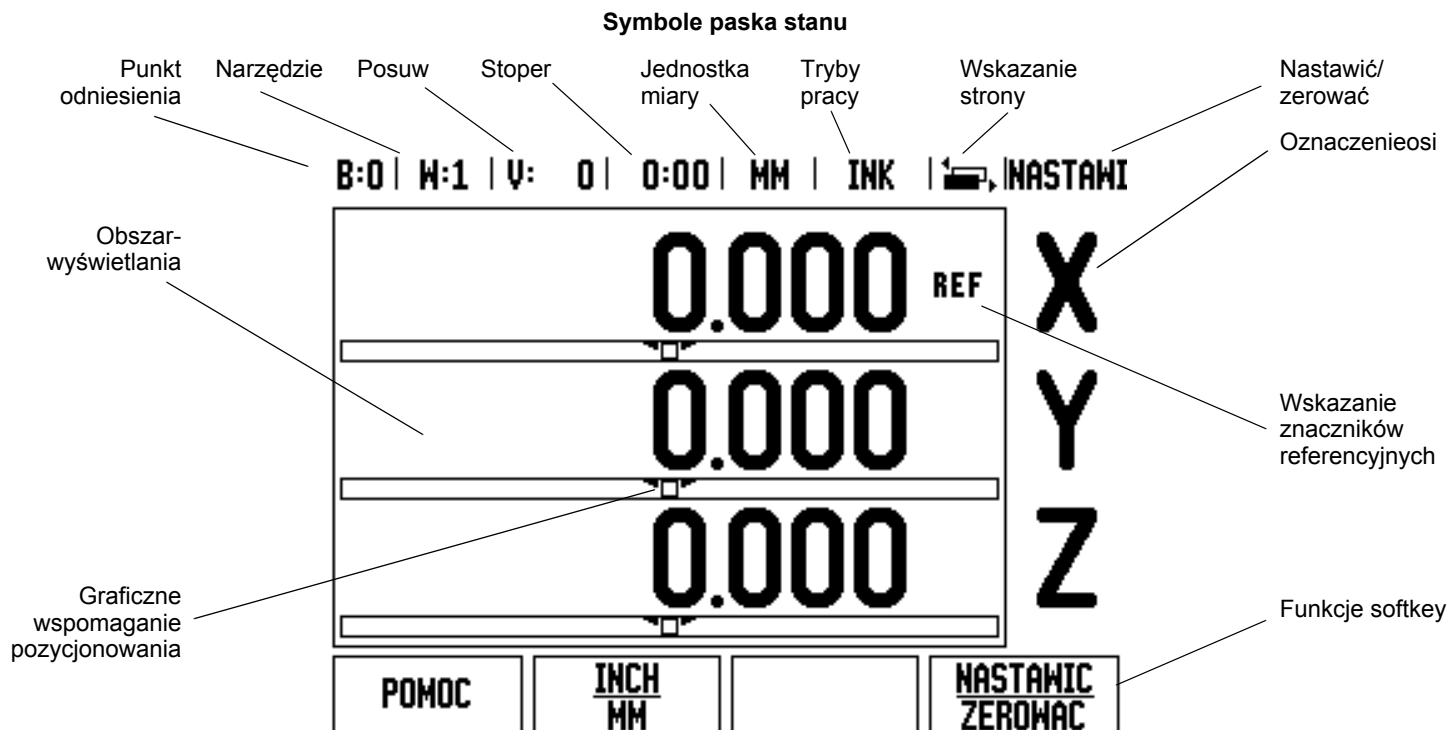 Symbole paska stanu
Punkt
odniesienia
Narzędzie
Posuw
Stoper
Jednostka
miary
Tryby
pracy
Wskazanie
strony
Nastawić/
zerować
Oznaczenieosi
B:0 | W:1 | V: 0 | 0:00 | MM | INK | NASTAWI
Obszar-
wyświetlania
0.000 REF X
Wskazanie
znaczników
referencyjnych
0.000 Y
0.000 Z
Graficzne
wspomaganie
pozycjonowania
Funkcje softkey
POMOC
INCH
MM
NASTAWIC
ZEROWAC